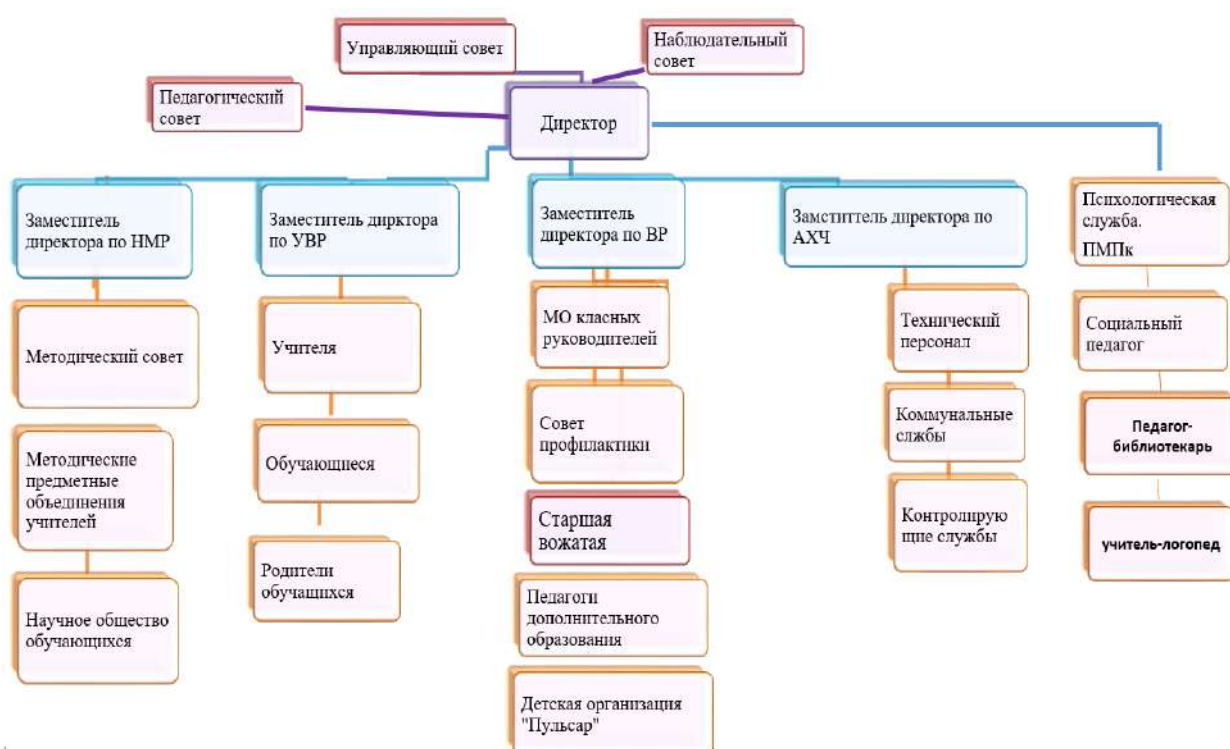 Управляющий совет
Наблюдательный
совет
Педагогический
совет
Директор
Заместитель
директора по НМР
Заместитель дирктора
по УВР
Заместитель
директора по ВР
Замститтель директора по
АХЧ
Психологическая
служба.
ПМПк
Методический совет
Учителя
МО класных
руководителей
Технический
персонал
Социальный
педагог
Методические
предметные
объединения
учителей
Обучающиеся
Совет
профилактики
Коммунальные
слжбы
Педагог-
библиотекарь
Научное общество
обучающихся
Родители
обучащихся
Старшая
вожатая
Контролирую
щие службы
учитель-логопед
Педагоги
дополнительного
образования
Детская организация
"Пульсар"